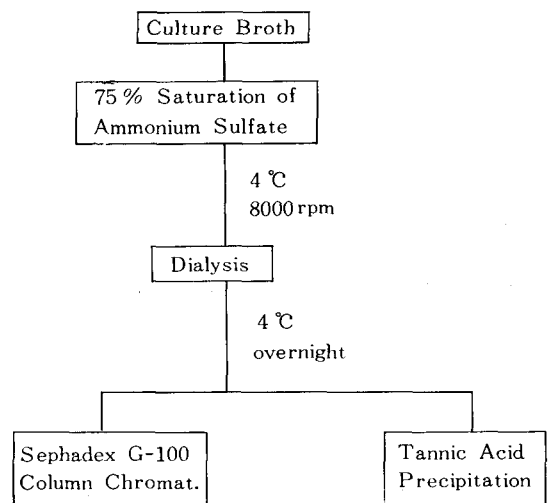 Culture Broth
75 % Saturation of
Ammonium Sulfate
4 ℃
8000 rpm
Dialysis
4 ℃
overnight
Sephadex G-100
Column Chromat.
Tannic Acid
Precipitation